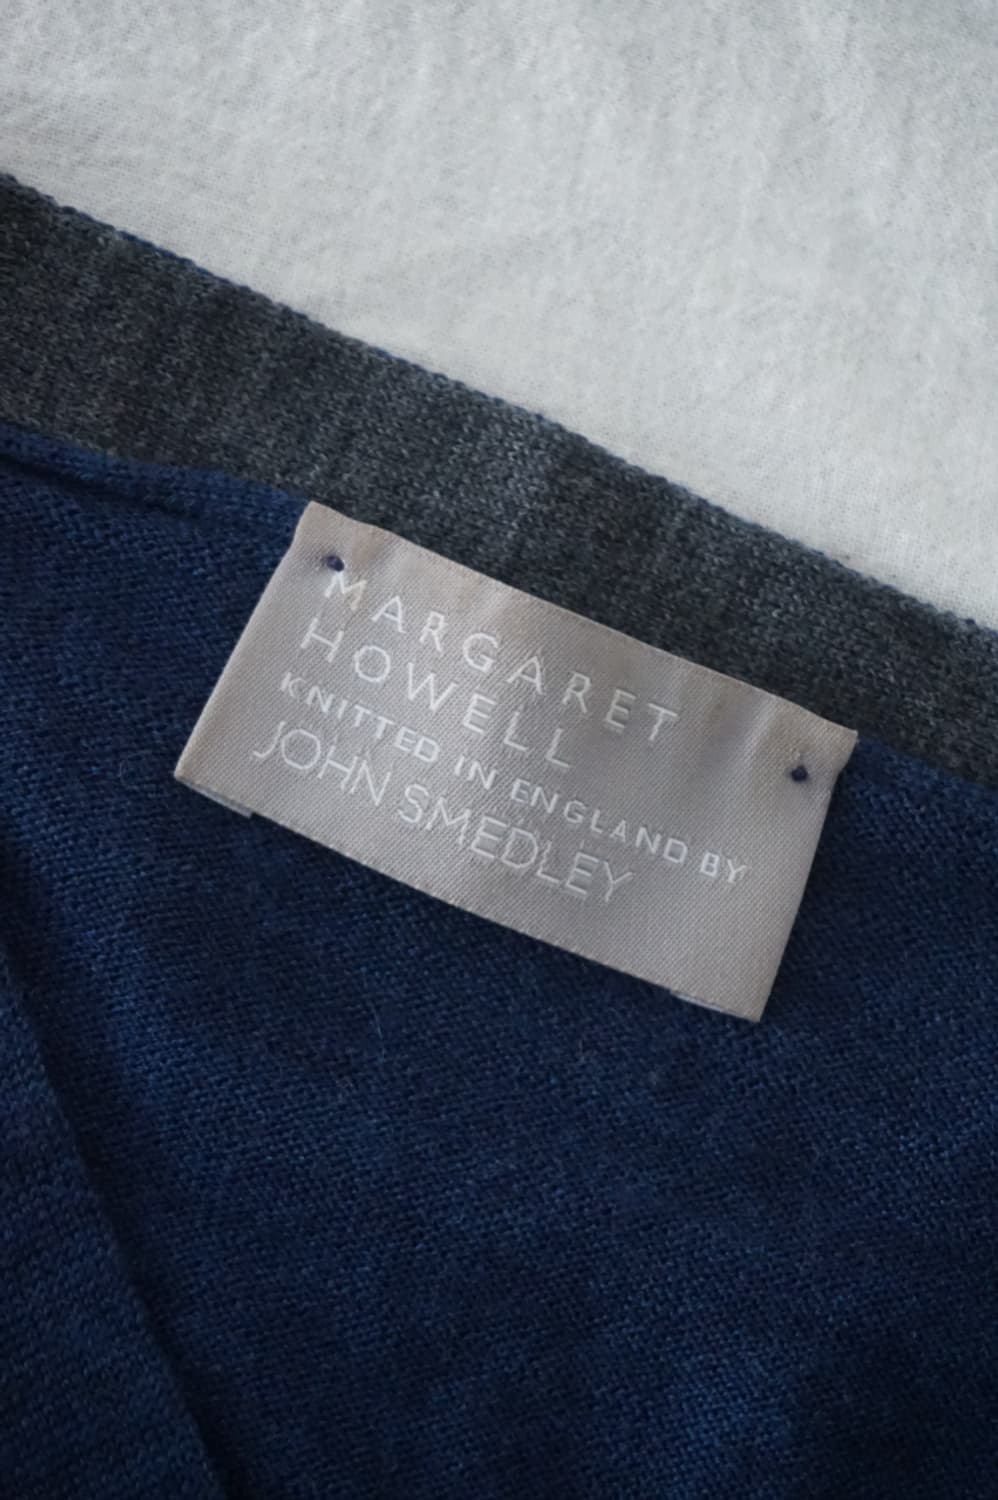 MARGARET
HOWELL
KNITTED IN ENGLAND BY
JOHN SMEDLEY